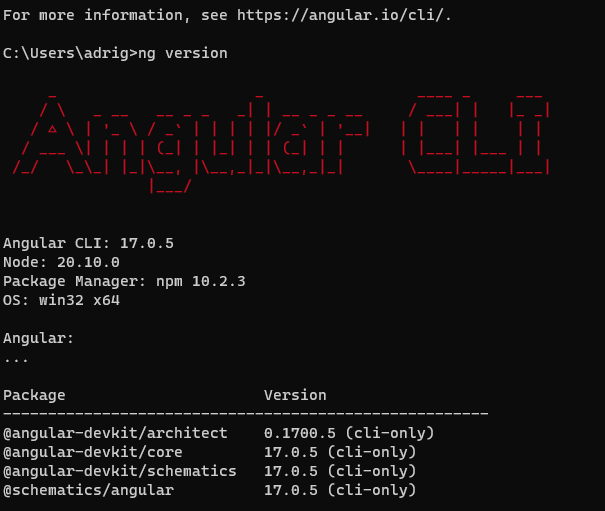 For more information, see https://angular.io/cli/.
C:\Users\adrig>ng version
Angular CLI
Angular CLI: 17.0.5
Node: 20.10.0
Package Manager: npm 10.2.3
OS: win32 x64
Angular:
...
Package Version
------------------------------------------------------
@angular-devkit/architect 0.1700.5 (cli-only)
@angular-devkit/core 17.0.5 (cli-only)
@angular-devkit/schematics 17.0.5 (cli-only)
@schematics/angular 17.0.5 (cli-only)